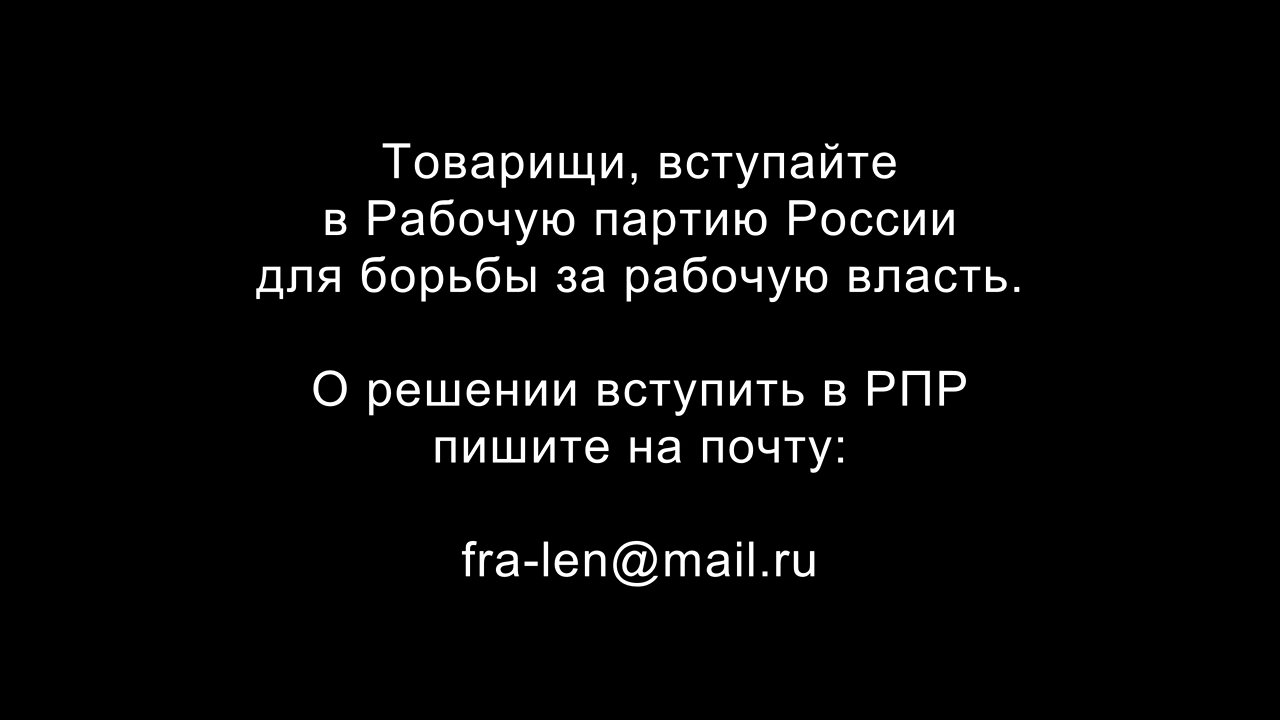 Товарищи, вступайте
в Рабочую партию России
для борьбы за рабочую власть.
О решении вступить в РПР
пишите на почту:
fra-len@mail.ru